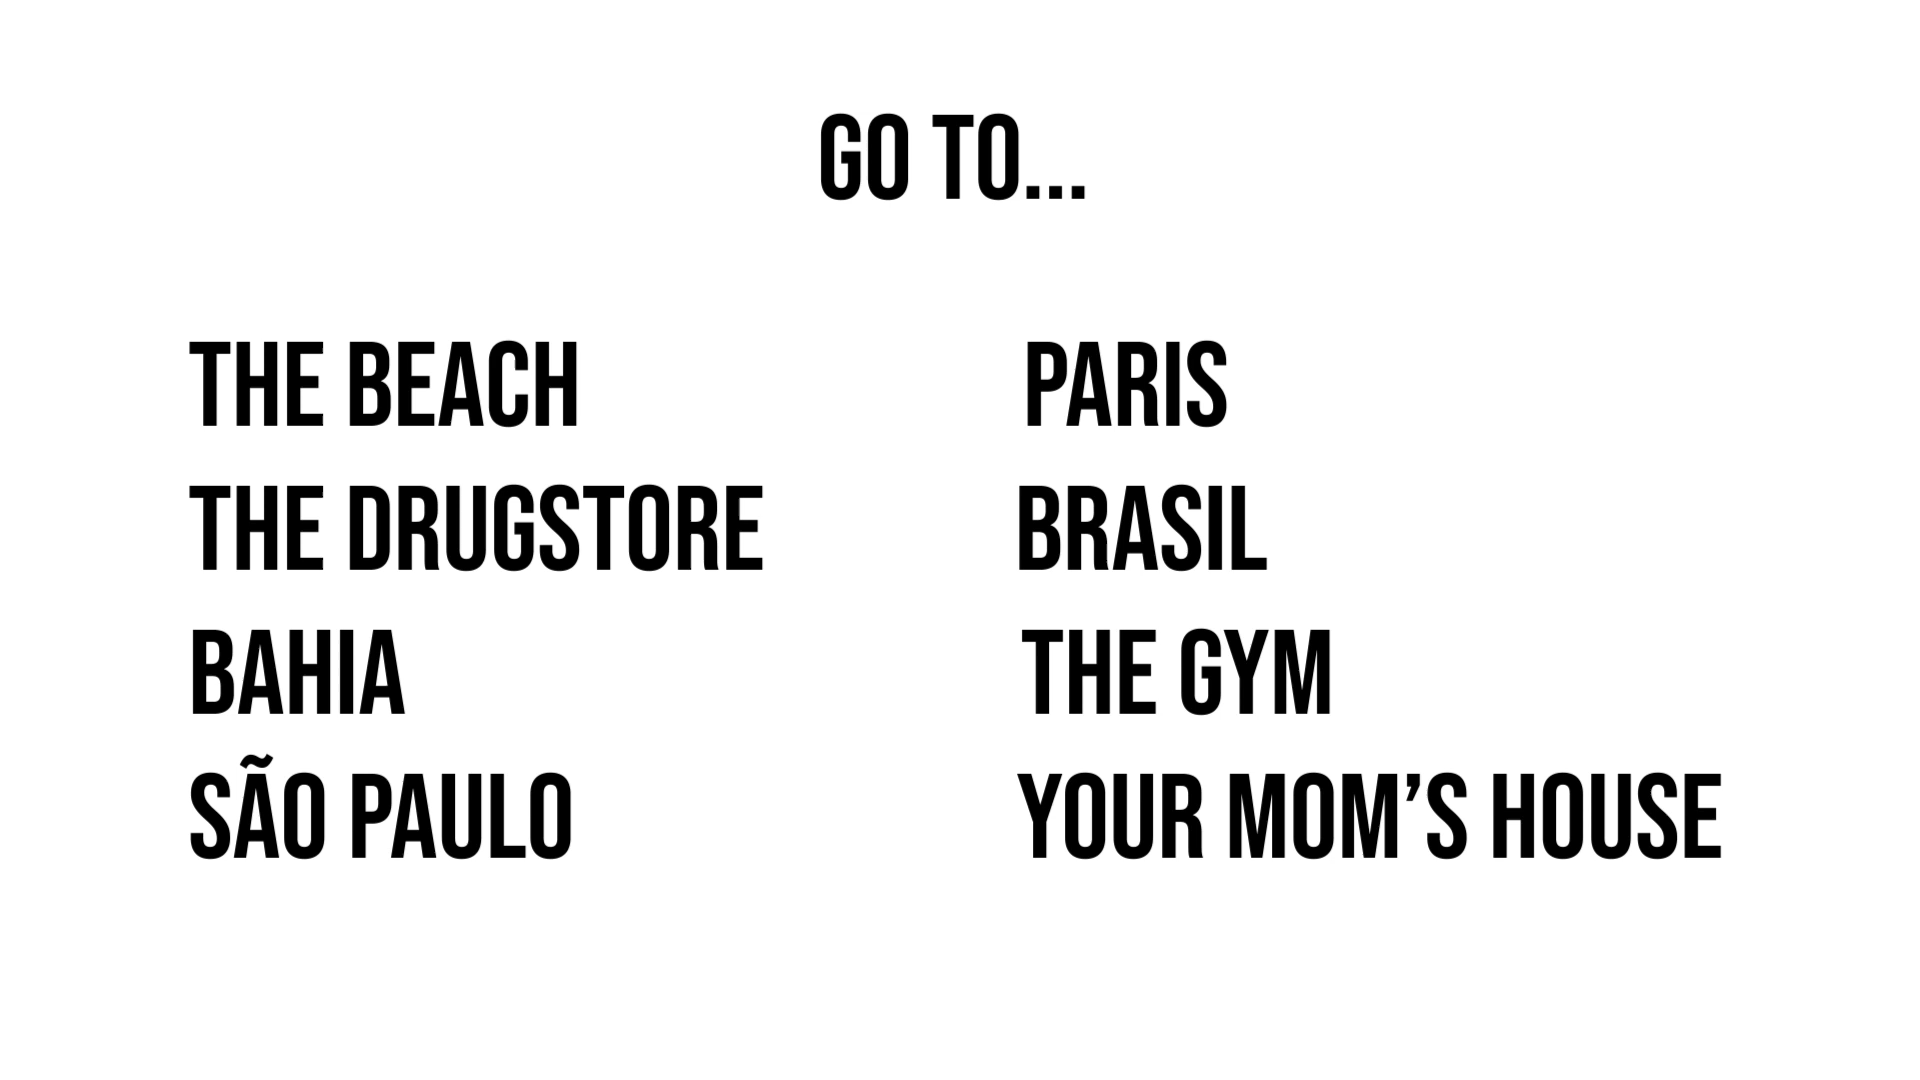 GO TO...
THE BEACH
THE DRUGSTORE
BAHIA
SÃO PAULO
PARIS
BRASIL
THE GYM
YOUR MOM’S HOUSE